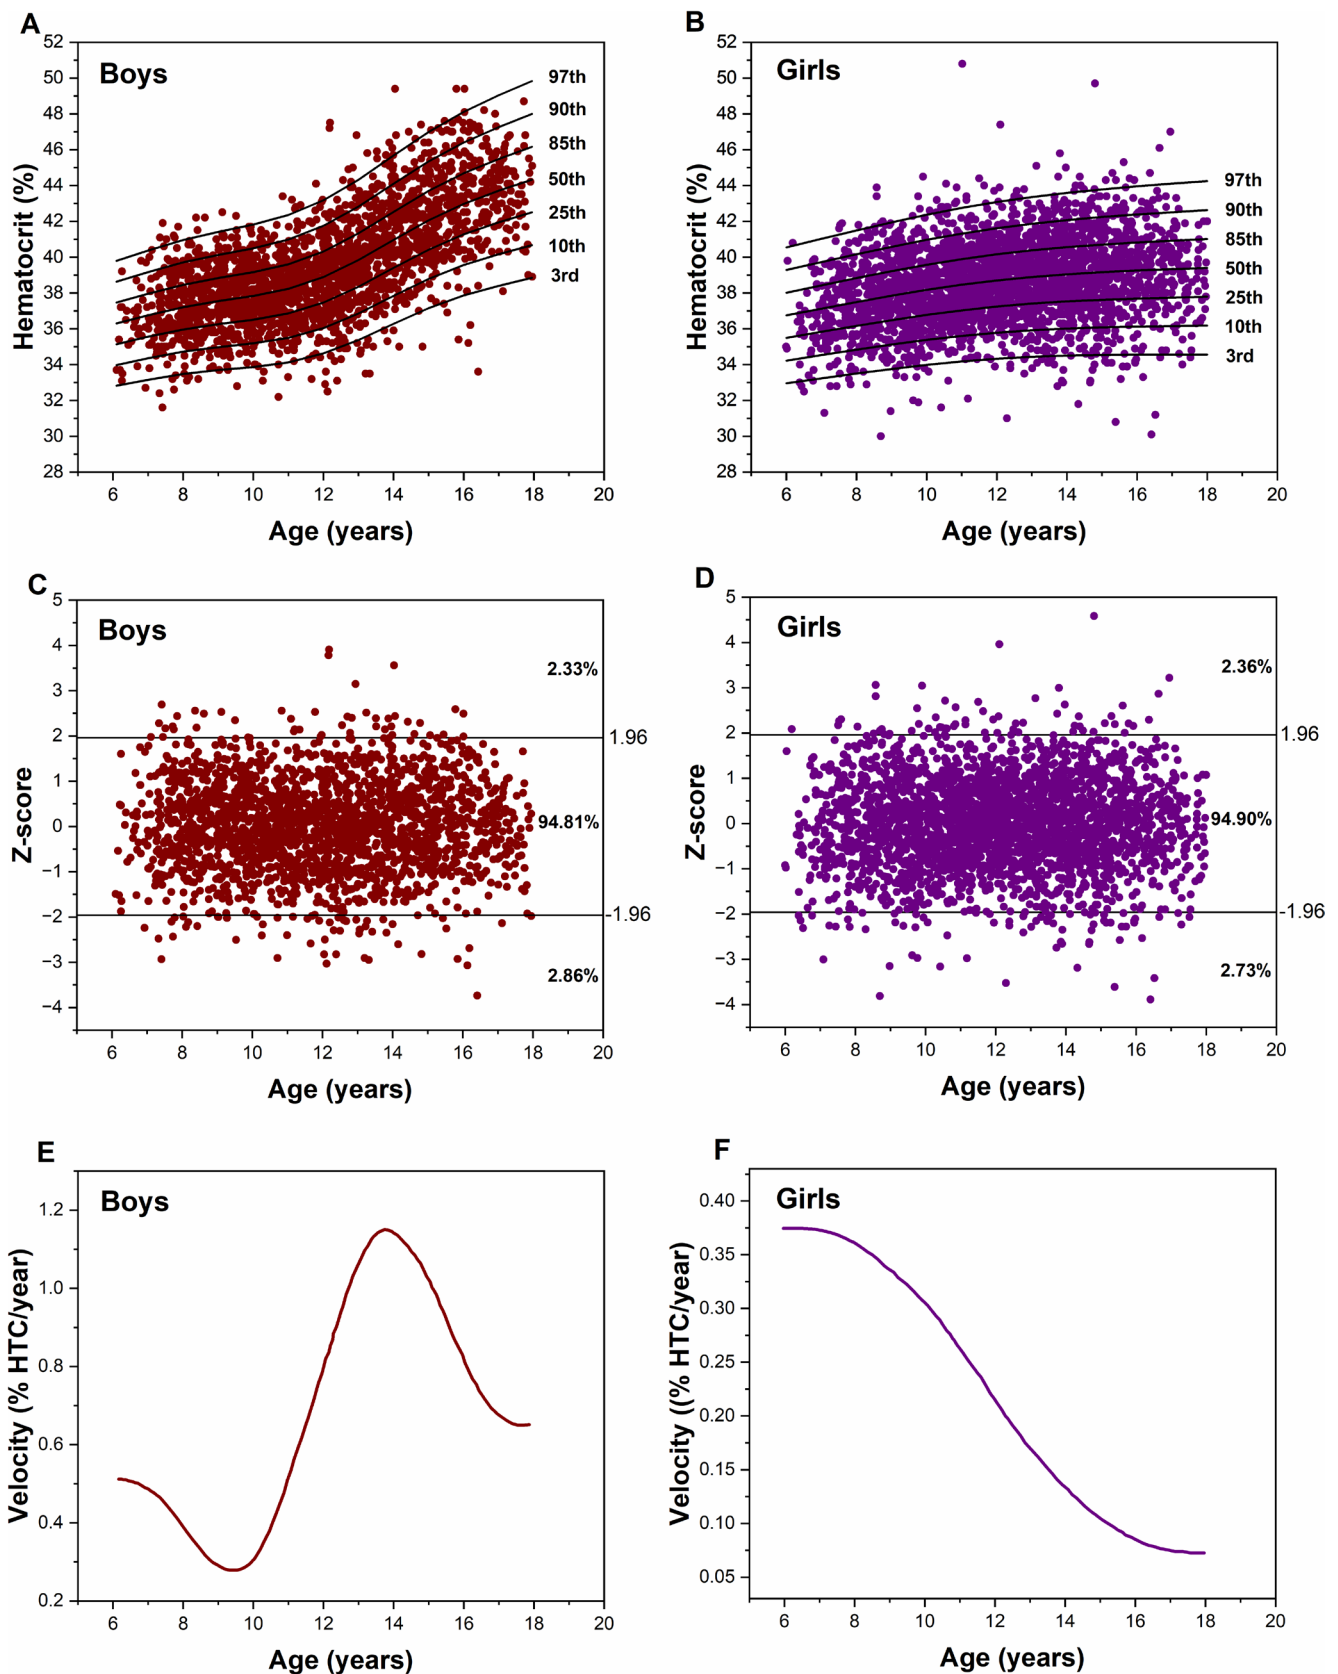 A
Boys
Hematocrit (%)
52
50
48
46
44
42
40
38
36
34
32
30
28
97th
90th
85th
50th
25th
10th
3rd
6 8 10 12 14 16 18 20
Age (years)
B
Girls
Hematocrit (%)
52
50
48
46
44
42
40
38
36
34
32
30
28
97th
90th
85th
50th
25th
10th
3rd
6 8 10 12 14 16 18 20
Age (years)
C
Boys
Z-score
5
4
3
2
1
0
−1
−2
−3
−4
2.33%
1.96
94.81%
-1.96
2.86%
6 8 10 12 14 16 18 20
Age (years)
D
Girls
Z-score
5
4
3
2
1
0
−1
−2
−3
−4
2.36%
1.96
94.90%
-1.96
2.73%
6 8 10 12 14 16 18 20
Age (years)
E
Boys
Velocity (% HTC/year)
1.2
1.0
0.8
0.6
0.4
0.2
6 8 10 12 14 16 18 20
Age (years)
F
Girls
Velocity ((% HTC/year)
0.40
0.35
0.30
0.25
0.20
0.15
0.10
0.05
6 8 10 12 14 16 18 20
Age (years)